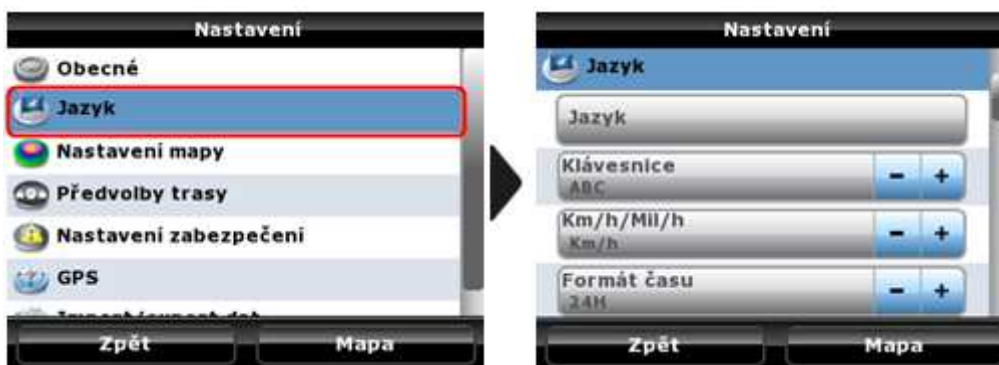 Nastavení
Obecné
Jazyk
Nastavení mapy
Předvolby trasy
Nastavení zabezpečení
GPS
Zpět
Mapa
Nastavení
Jazyk
Jazyk
Klávesnice
ABC
- +
Km/h/Mil/h
Km/h
- +
Formát času
24H
- +
Zpět
Mapa